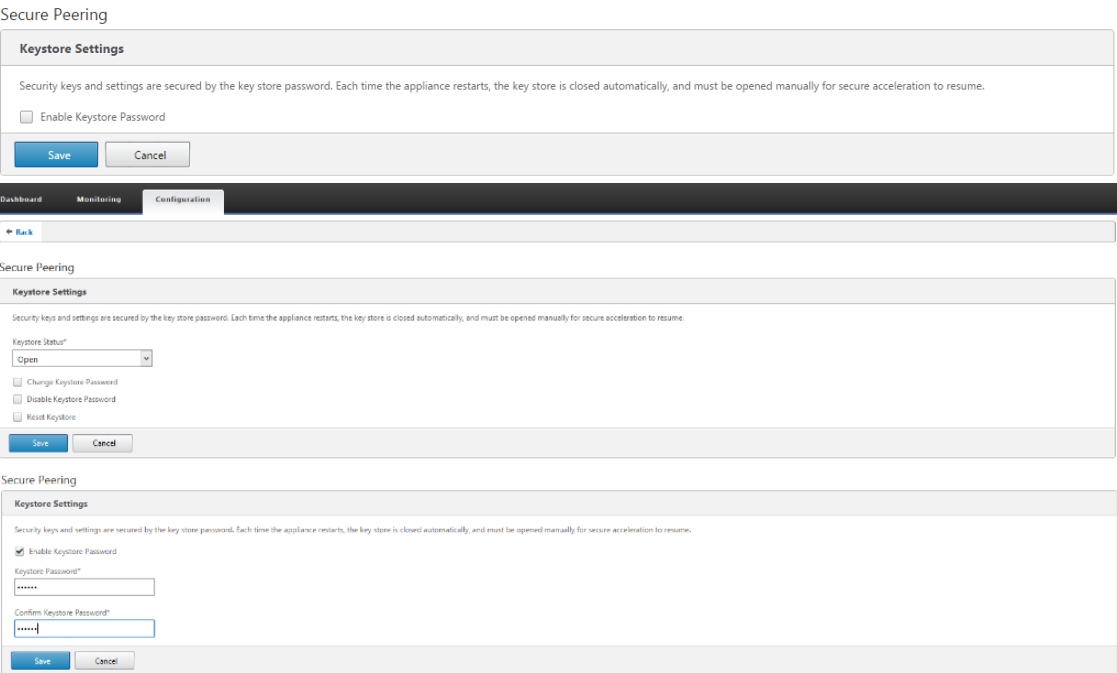 Secure Peering
Keystore Settings
Security keys and settings are secured by the key store password. Each time the appliance restarts, the key store is closed automatically, and must be opened manually for secure acceleration to resume.
Enable Keystore Password
Save Cancel
Dashboard Monitoring Configuration
Back
Secure Peering
Keystore Settings
Security keys and settings are secured by the key store password. Each time the appliance restarts, the key store is closed automatically, and must be opened manually for secure acceleration to resume.
Keystore Status*
Open
Change Keystore Password
Disable Keystore Password
Reset Keystore
Save Cancel
Secure Peering
Keystore Settings
Security keys and settings are secured by the key store password. Each time the appliance restarts, the key store is closed automatically, and must be opened manually for secure acceleration to resume.
Enable Keystore Password
Keystore Password*
••••••
Confirm Keystore Password*
••••••
Save Cancel